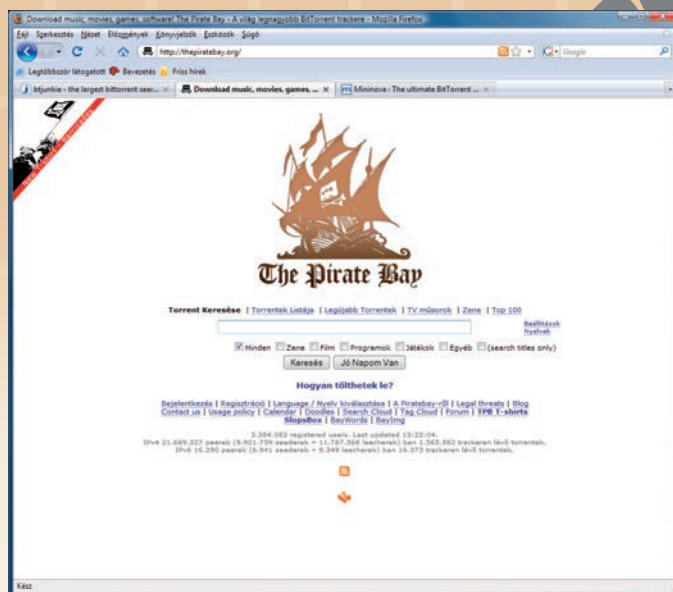 Download music, movies, games, software! The Pirate Bay - A világ legnagyobb BitTorrent trackere - Mozilla Firefox
Fájl Szerkesztés Nézet Előzmények Könyvjelzők Eszközök Súgó
http://thepiratebay.org/ Google
Legtöbbször látogatott Bevezetés Friss hírek
btjunkie - the largest bittorrent sear... Download music, movies, games, ... Mininova : The ultimate BitTorrent ...
The Pirate Bay
Torrent Keresése | Torrentek Listája | Legújabb Torrentek | TV műsorok | Zene | Top 100
Beállítások
Nyelvek
Minden Zene Film Programok Játékok Egyéb (search titles only)
Keresés Jó Napom Van
Hogyan tölthetek le?
Bejelentkezés | Regisztráció | Language / Nyelv kiválasztása | A Piratebay-ről | Legal threats | Blog
Contact us | Usage policy | Calendar | Doodles | Search Cloud | Tag Cloud | Forum | TPB T-shirts
SlopsBox | BayWords | BayImg
registered users. Last updated
Kész